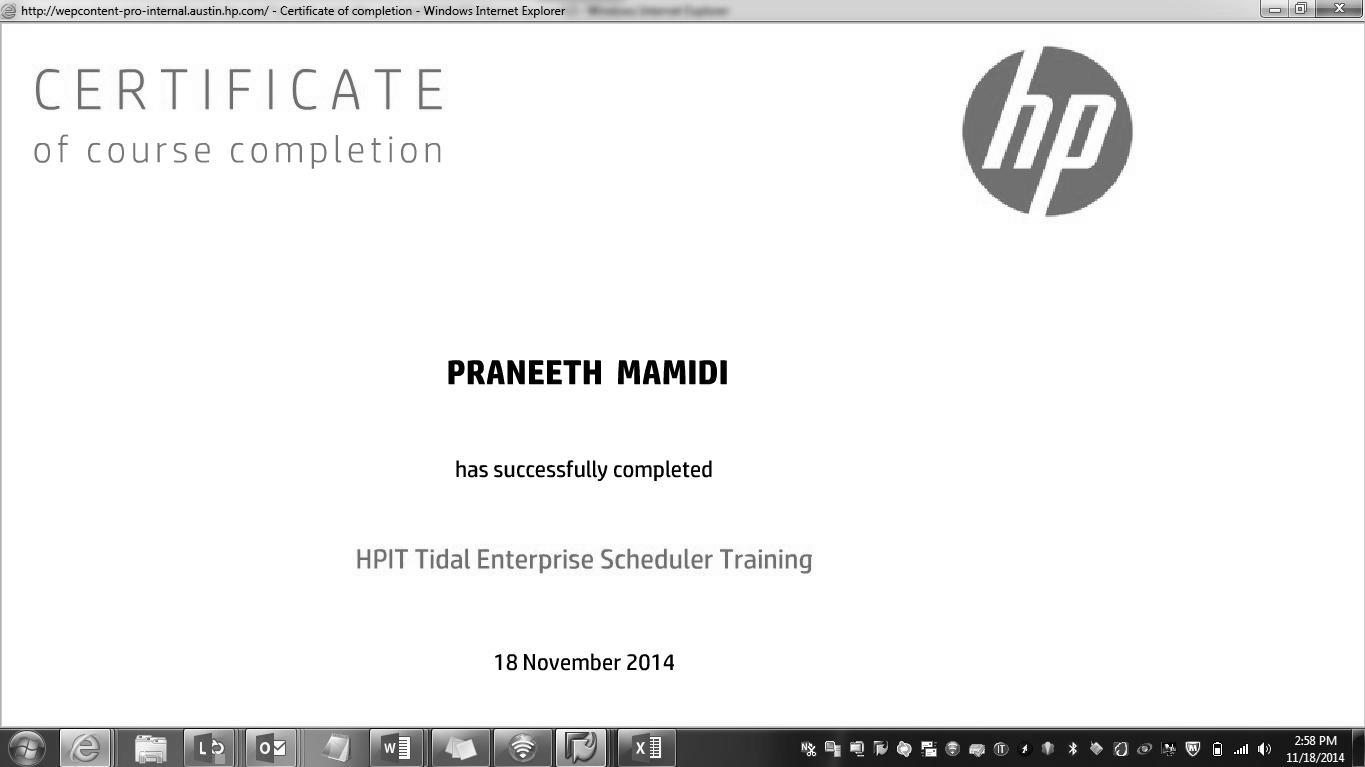 http://wepcontent-pro-internal.austin.hp.com/ - Certificate of completion - Windows Internet Explorer
CERTIFICATE
of course completion
hp
PRANEETH MAMIDI
has successfully completed
HPIT Tidal Enterprise Scheduler Training
18 November 2014
2:58 PM
11/18/2014